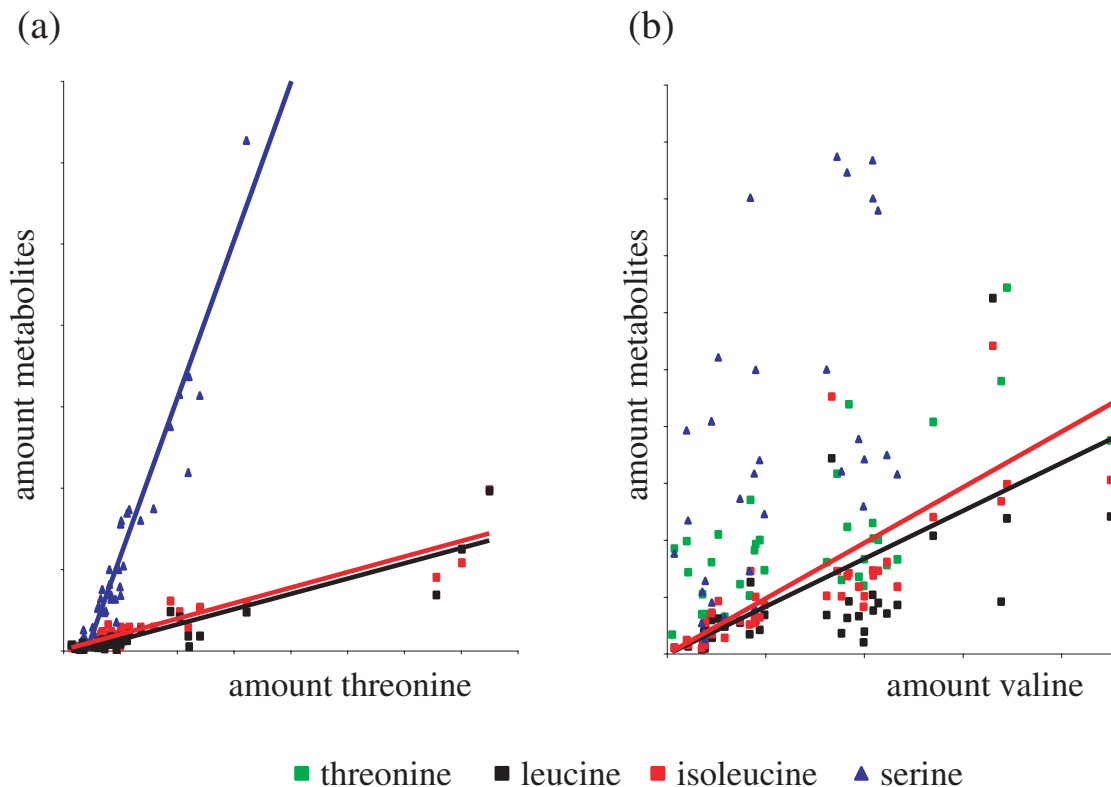 (a)
amount metabolites
amount threonine
(b)
amount metabolites
amount valine
threonine leucine isoleucine serine